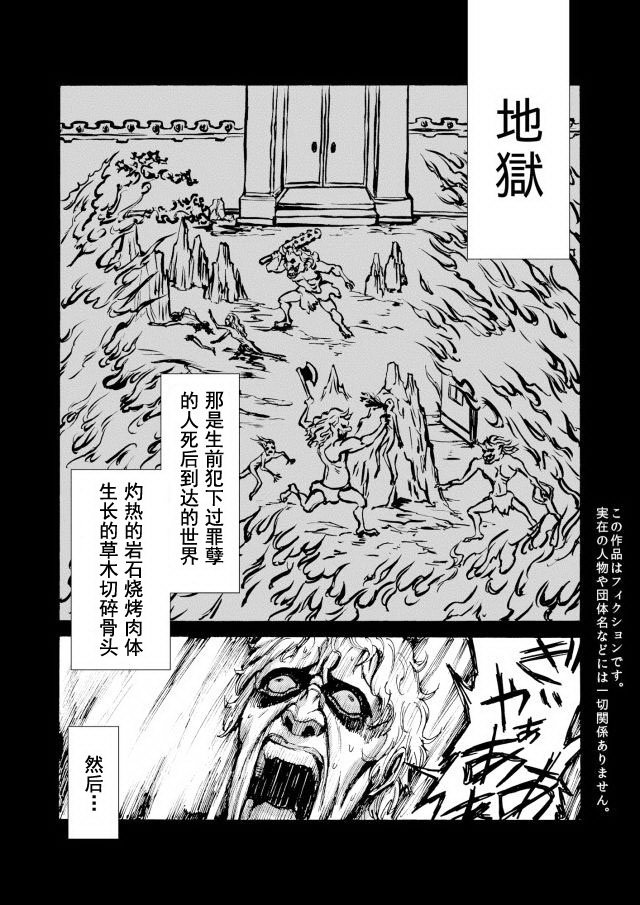 地獄
那是生前犯下过罪孽
的人死后到达的世界
灼热的岩石烧烤肉体
生长的草木切碎骨头
ぎゃああああ
然后…
この作品はフィクションです。
実在の人物や団体名などには一切関係ありません。